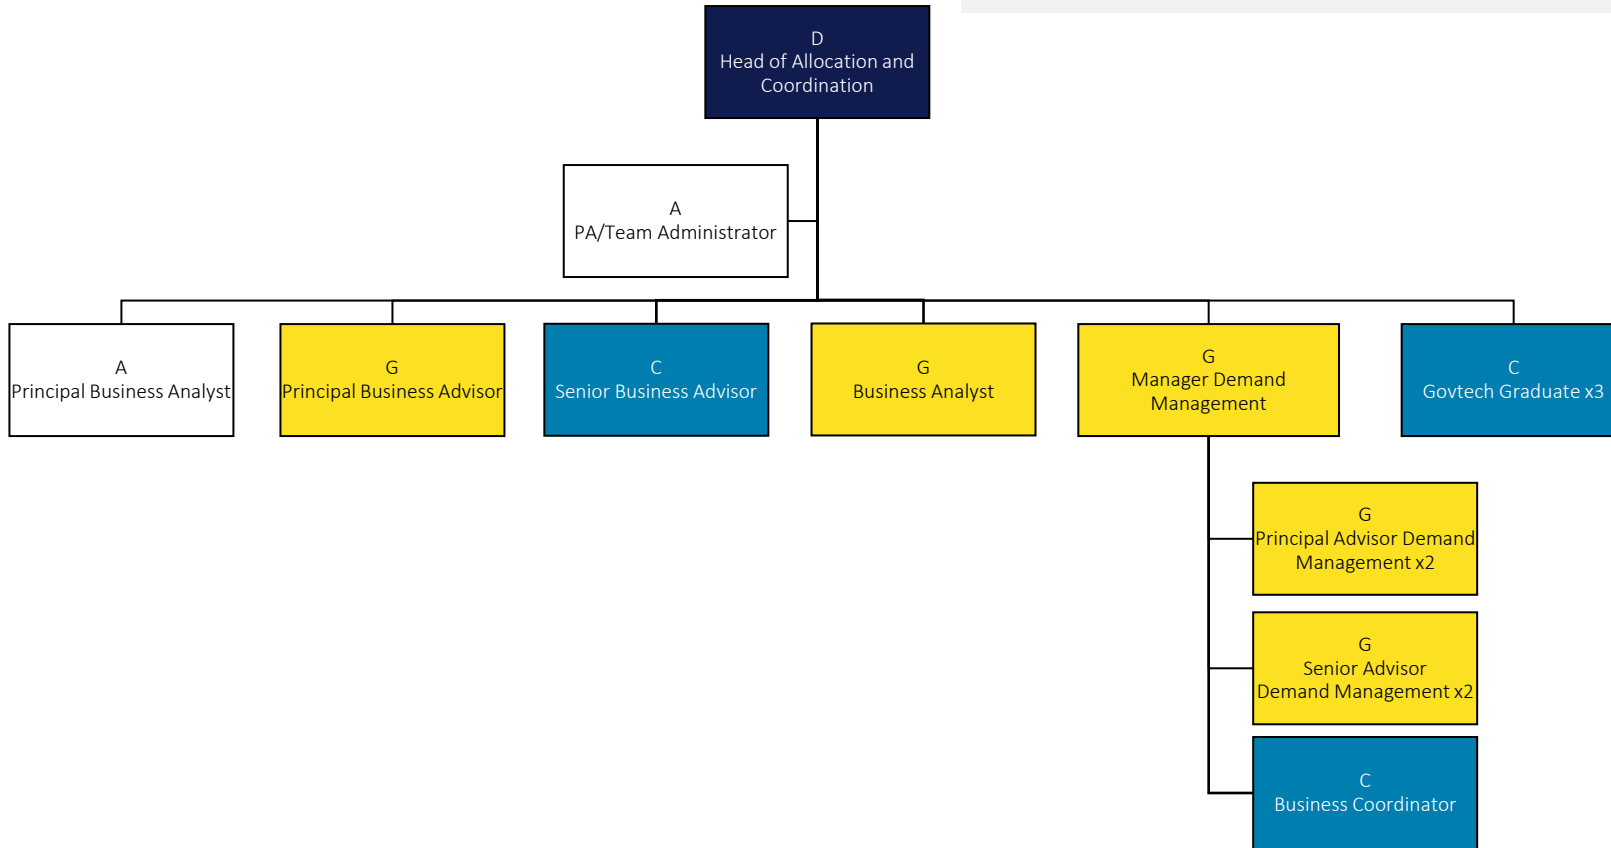 D
Head of Allocation and
Coordination
A
PA/Team Administrator
A
Principal Business Analyst
G
Principal Business Advisor
C
Senior Business Advisor
G
Business Analyst
G
Manager Demand
Management
C
Govtech Graduate x3
G
Principal Advisor Demand
Management x2
G
Senior Advisor
Demand Management x2
C
Business Coordinator